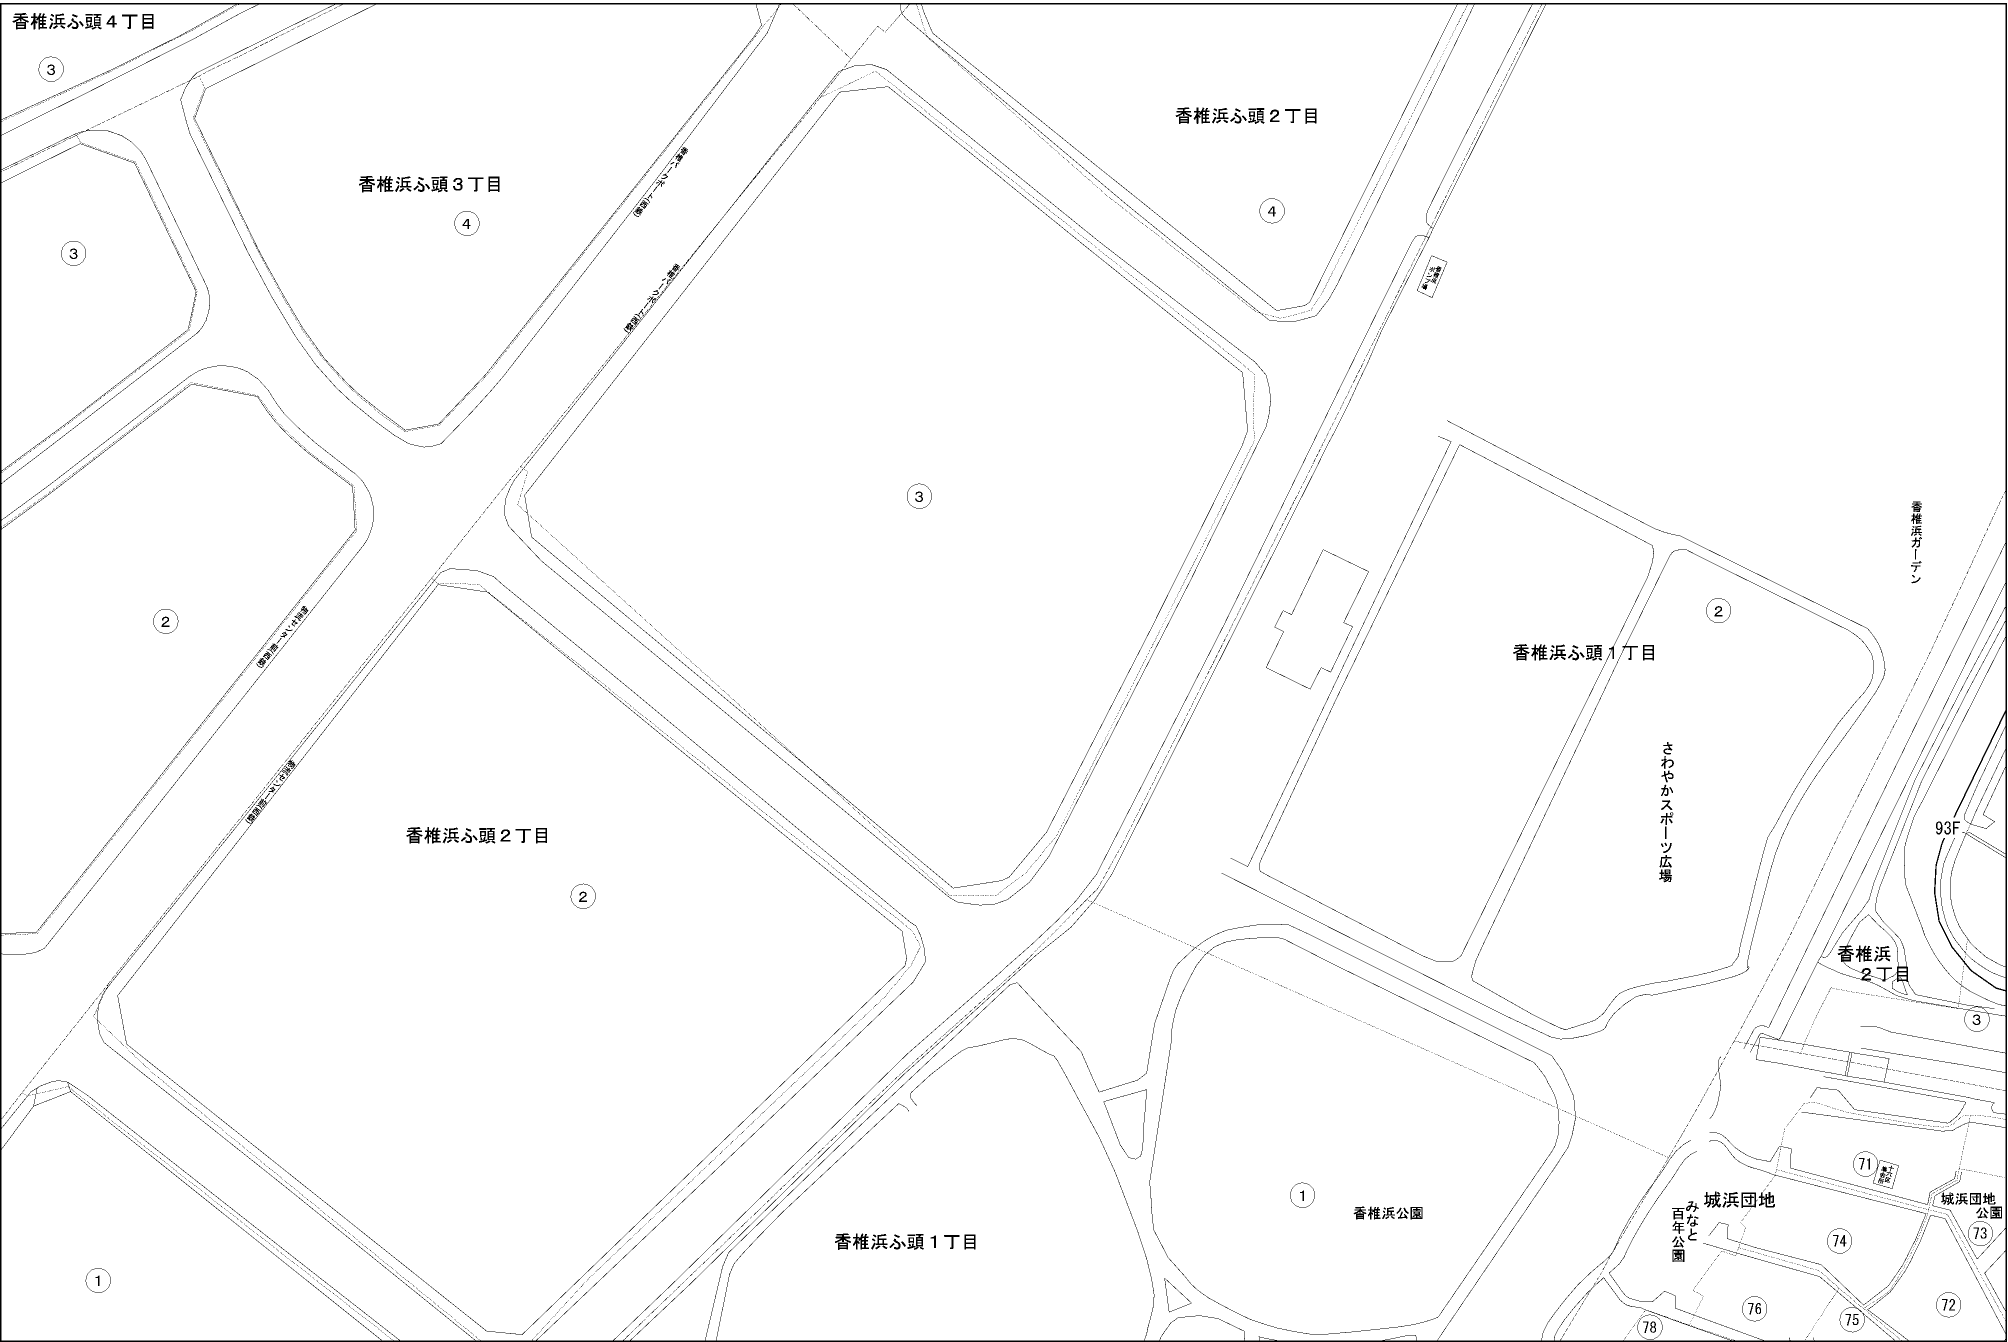 香椎浜ふ頭４丁目
3
香椎浜ふ頭２丁目
香椎浜ふ頭３丁目
4
4
3
3
香椎浜ガーデン
2
2
香椎浜ふ頭１丁目
さわやかスポーツ広場
93F
香椎浜ふ頭２丁目
2
香椎浜
２丁目
3
71
城浜団地
公園
73
城浜団地
みなと
百年公園
1
香椎浜公園
香椎浜ふ頭１丁目
74
1
76
75
72
78